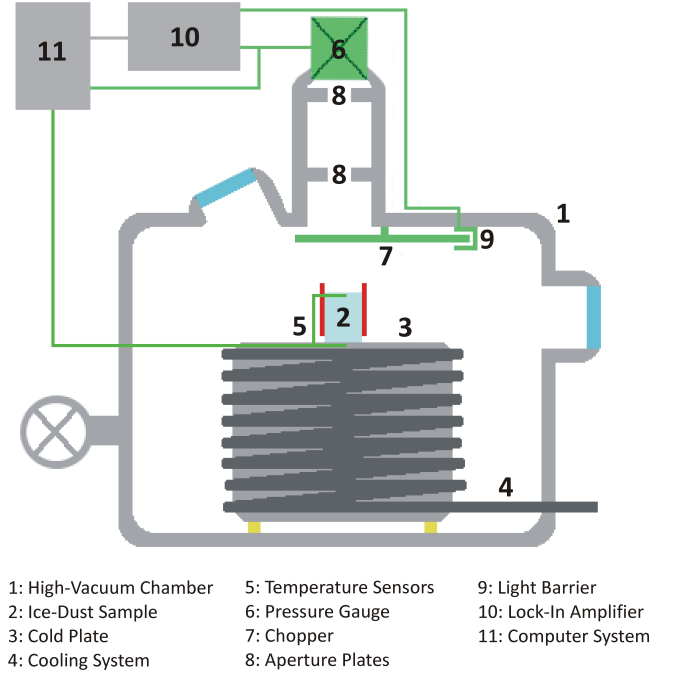 11
10
6
8
8
1
9
7
5
2
3
4
1: High-Vacuum Chamber
2: Ice-Dust Sample
3: Cold Plate
4: Cooling System
5: Temperature Sensors
6: Pressure Gauge
7: Chopper
8: Aperture Plates
9: Light Barrier
10: Lock-In Amplifier
11: Computer System